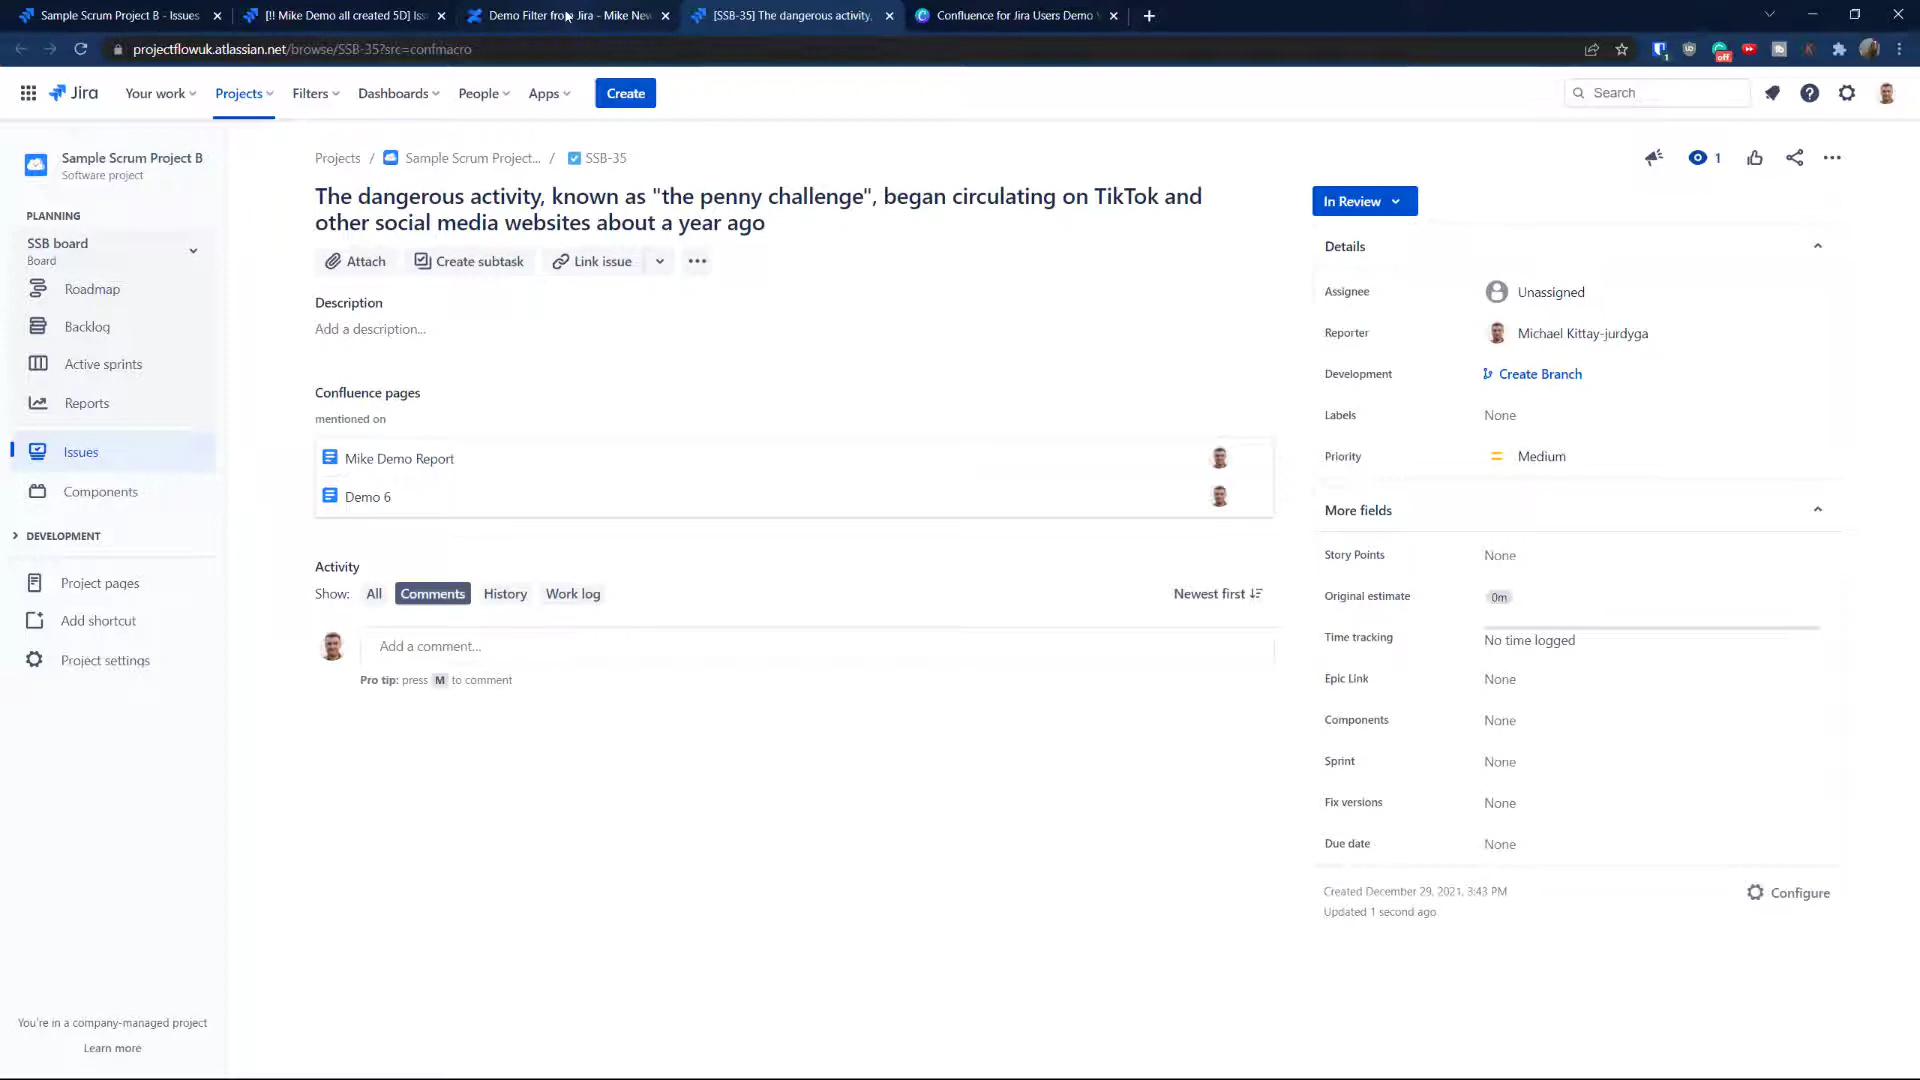 Sample Scrum Project B - Issues
[!! Mike Demo all created 5D] Iss
Demo Filter from Jira - Mike New
[SSB-35] The dangerous activity,
Confluence for Jira Users Demo
projectflowuk.atlassian.net/browse/SSB-35?src=confmacro
1
off
Jira
Your work
Projects
Filters
Dashboards
People
Apps
Create
Search
Sample Scrum Project B
Software project
PLANNING
SSB board
Board
Roadmap
Backlog
Active sprints
Reports
Issues
Components
DEVELOPMENT
Project pages
Add shortcut
Project settings
You're in a company-managed project
Learn more
Projects / Sample Scrum Project... / SSB-35
1
The dangerous activity, known as "the penny challenge", began circulating on TikTok and
other social media websites about a year ago
Attach
Create subtask
Link issue
Description
Add a description...
Confluence pages
mentioned on
Mike Demo Report
Demo 6
Activity
Show: All Comments History Work log
Newest first
Add a comment...
Pro tip: press M to comment
In Review
Details
Assignee Unassigned
Reporter Michael Kittay-jurdyga
Development Create Branch
Labels None
Priority Medium
More fields
Story Points None
Original estimate 0m
Time tracking No time logged
Epic Link None
Components None
Sprint None
Fix versions None
Due date None
Created December 29, 2021, 3:43 PM
Updated 1 second ago
Configure